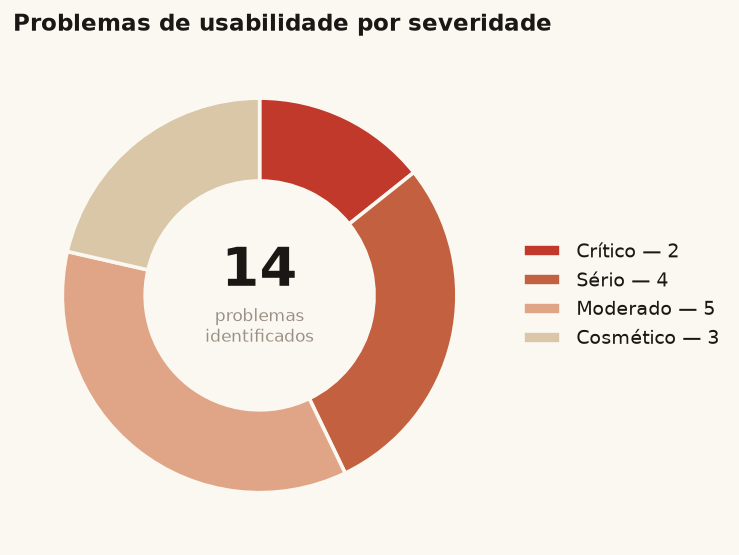 Problemas de usabilidade por severidade
14
problemas
identificados
Crítico — 2
Sério — 4
Moderado — 5
Cosmético — 3